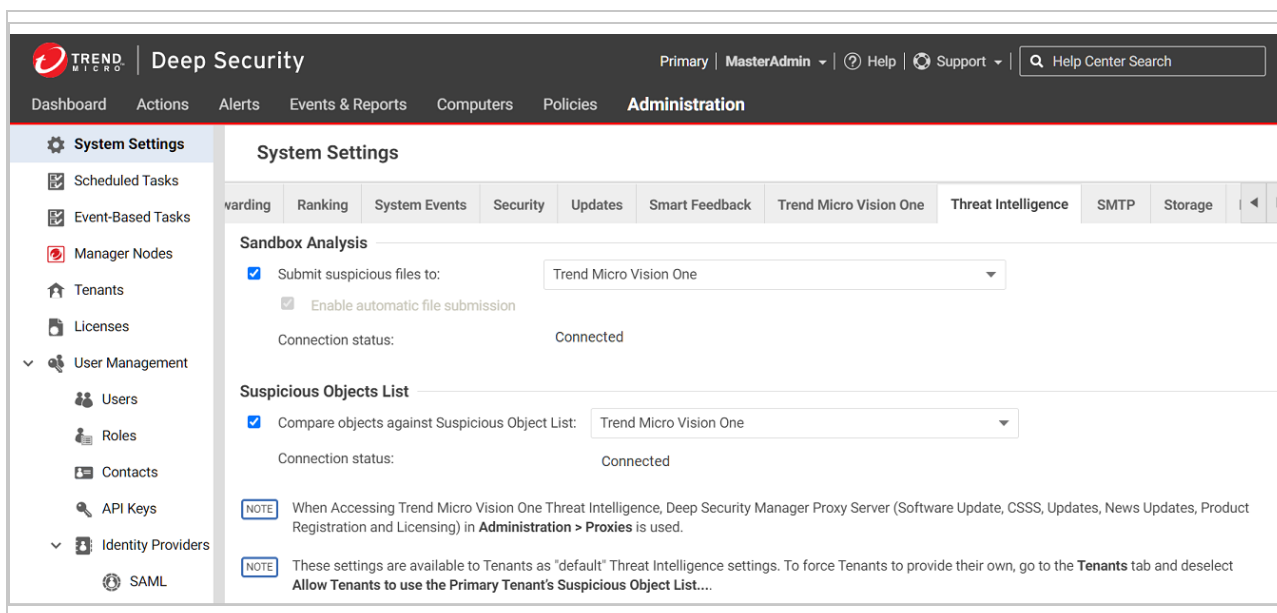 TREND MICRO | Deep Security
Primary | MasterAdmin | Help | Support | Help Center Search
Dashboard Actions Alerts Events & Reports Computers Policies Administration
System Settings
Scheduled Tasks
Event-Based Tasks
Manager Nodes
Tenants
Licenses
User Management
Users
Roles
Contacts
API Keys
Identity Providers
SAML
System Settings
warding Ranking System Events Security Updates Smart Feedback Trend Micro Vision One Threat Intelligence SMTP Storage
Sandbox Analysis
Submit suspicious files to: Trend Micro Vision One
Enable automatic file submission
Connection status: Connected
Suspicious Objects List
Compare objects against Suspicious Object List: Trend Micro Vision One
Connection status: Connected
NOTE When Accessing Trend Micro Vision One Threat Intelligence, Deep Security Manager Proxy Server (Software Update, CSSS, Updates, News Updates, Product
Registration and Licensing) in Administration > Proxies is used.
NOTE These settings are available to Tenants as "default" Threat Intelligence settings. To force Tenants to provide their own, go to the Tenants tab and deselect
Allow Tenants to use the Primary Tenant's Suspicious Object List....